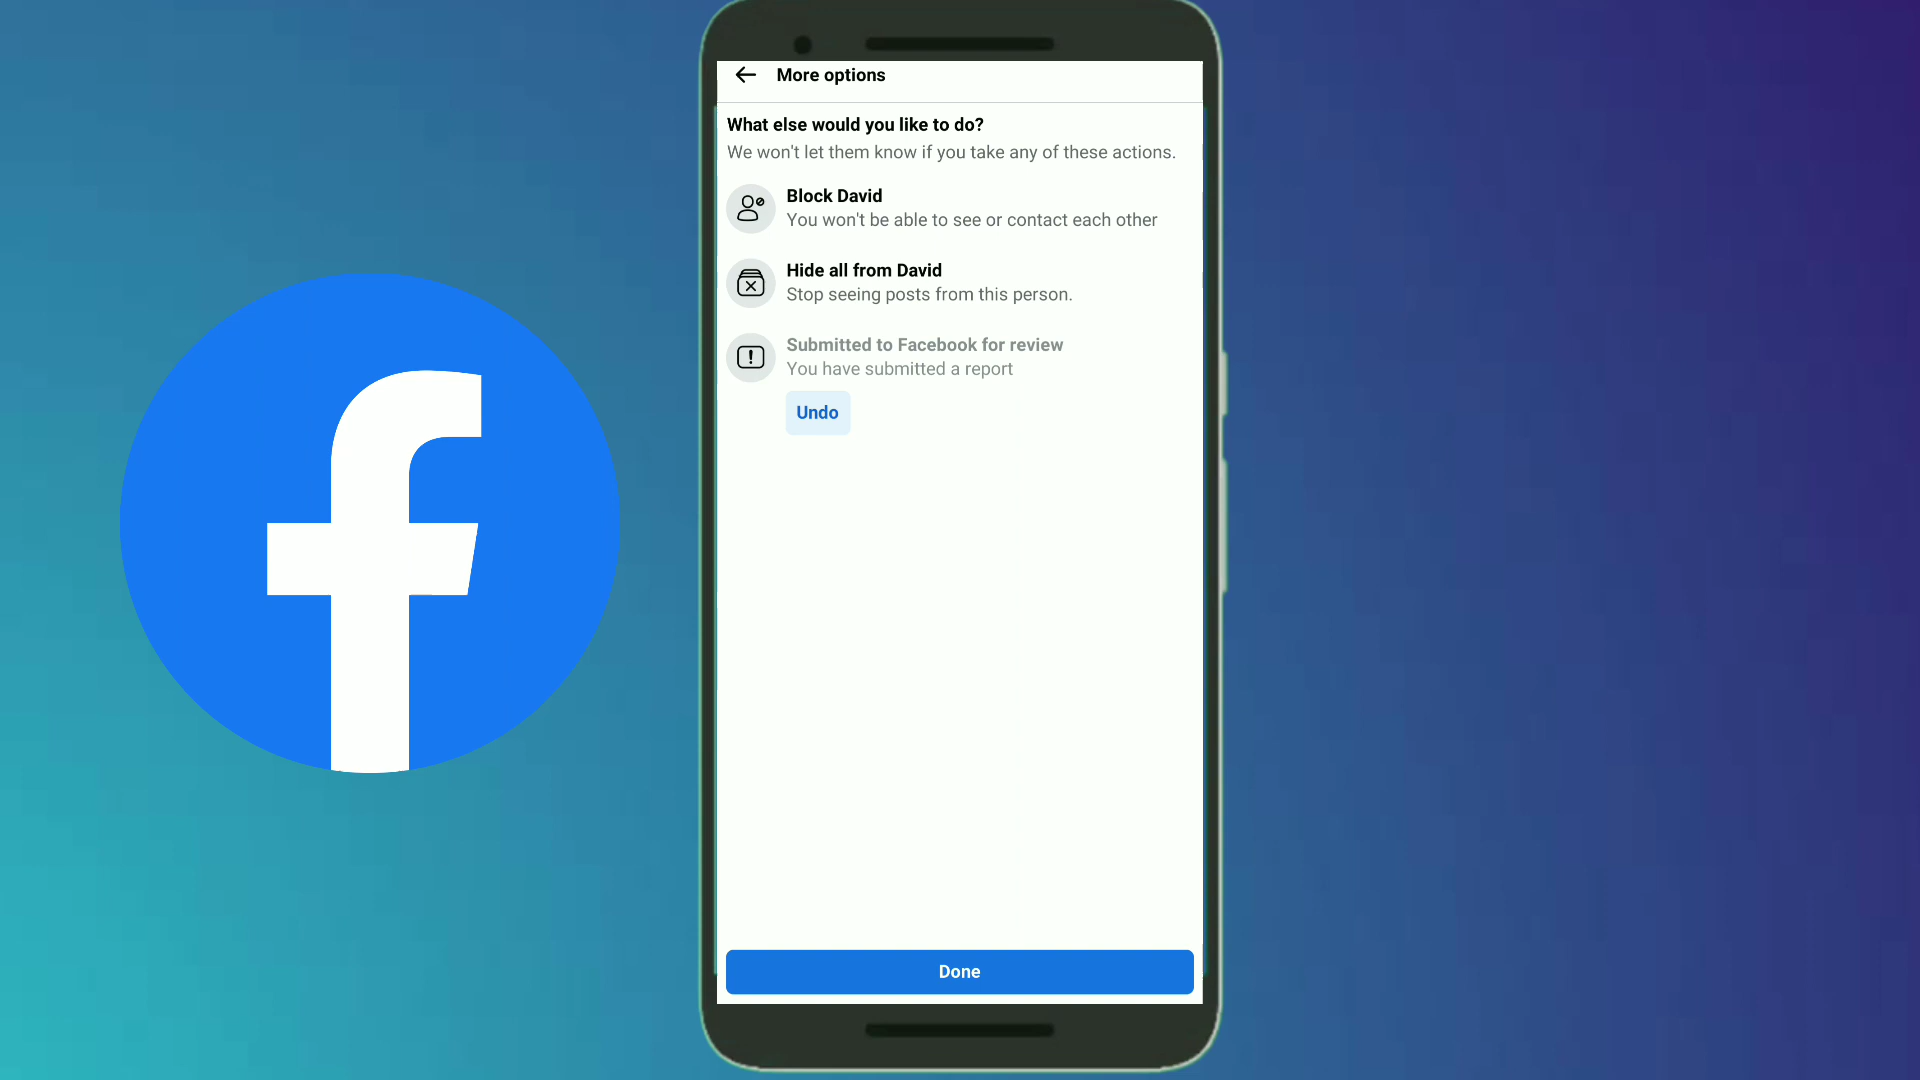 More options
What else would you like to do?
We won't let them know if you take any of these actions.
Block David
You won't be able to see or contact each other
Hide all from David
Stop seeing posts from this person.
Submitted to Facebook for review
You have submitted a report
Undo
Done